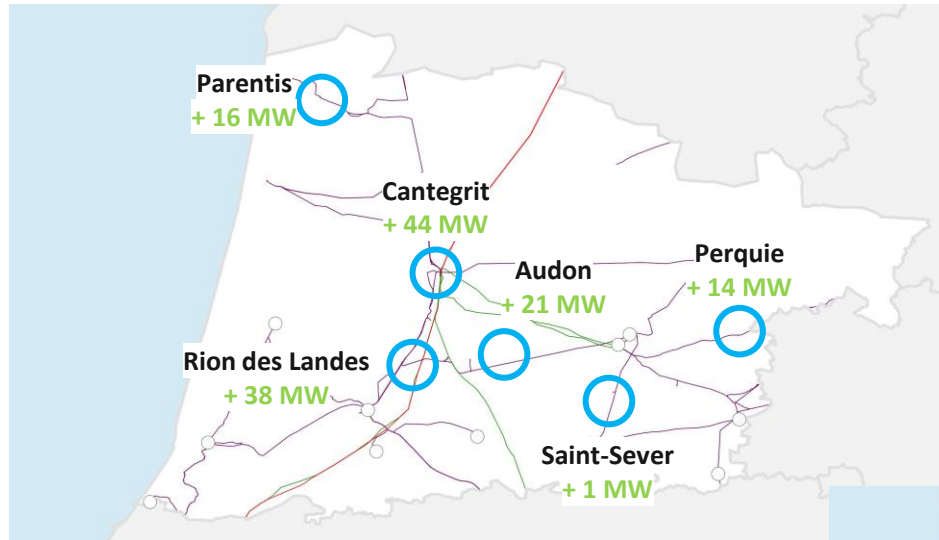 Parentis
+ 16 MW
Cantegrit
+ 44 MW
Audon
+ 21 MW
Perquie
+ 14 MW
Rion des Landes
+ 38 MW
Saint-Sever
+ 1 MW